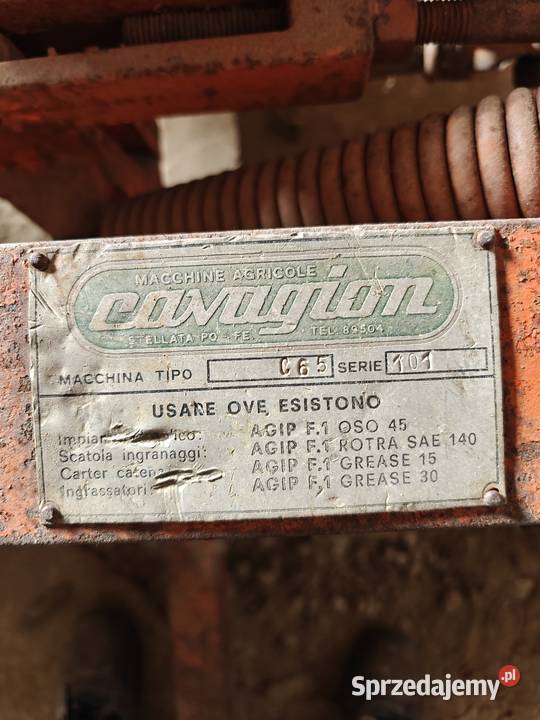 MACCHINE AGRICOLE
cavagion
STELLATA PO - FE. TEL. 89504
MACCHINA TIPO C65 SERIE 101
USARE OVE ESISTONO
AGIP F.1 OSO 45
Scatola ingranaggi: AGIP F.1 ROTRA SAE 140
Carter catena: AGIP F.1 GREASE 15
Ingrassatori: AGIP F.1 GREASE 30
Sprzedajemy.pl